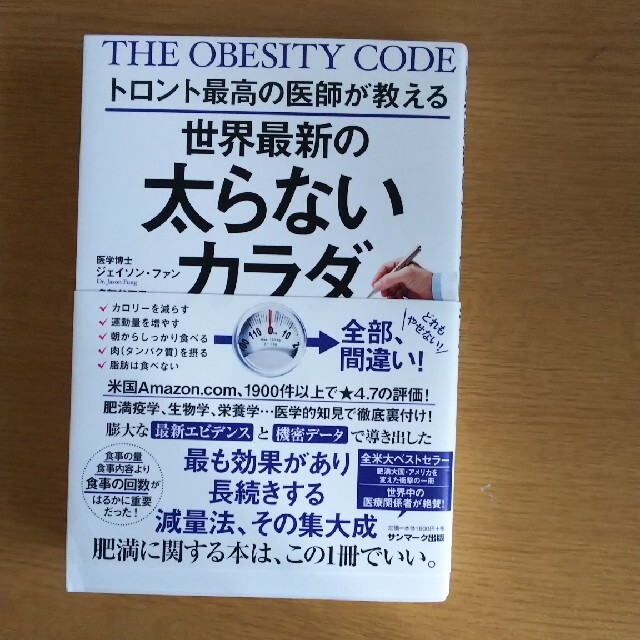 THE OBESITY CODE
トロント最高の医師が教える
世界最新の
太らない
カラダ
医学博士
ジェイソン・ファン
Dr. Jason Fung
カロリーを減らす
運動量を増やす
朝からしっかり食べる
肉(タンパク質)を摂る
脂肪は食べない
全部、
間違い!
どれも
やせない!
米国Amazon.com、1900件以上で★4.7の評価!
肥満疫学、生物学、栄養学…医学的知見で徹底裏付け!
膨大な 最新エビデンス と 機密データ で導き出した
食事の量
食事内容より
食事の回数が
はるかに重要
だった!
最も効果があり
長続きする
減量法、その集大成
全米大ベストセラー
肥満大国・アメリカを
変えた衝撃の一冊
世界中の
医療関係者が絶賛!
サンマーク出版
肥満に関する本は、この1冊でいい。